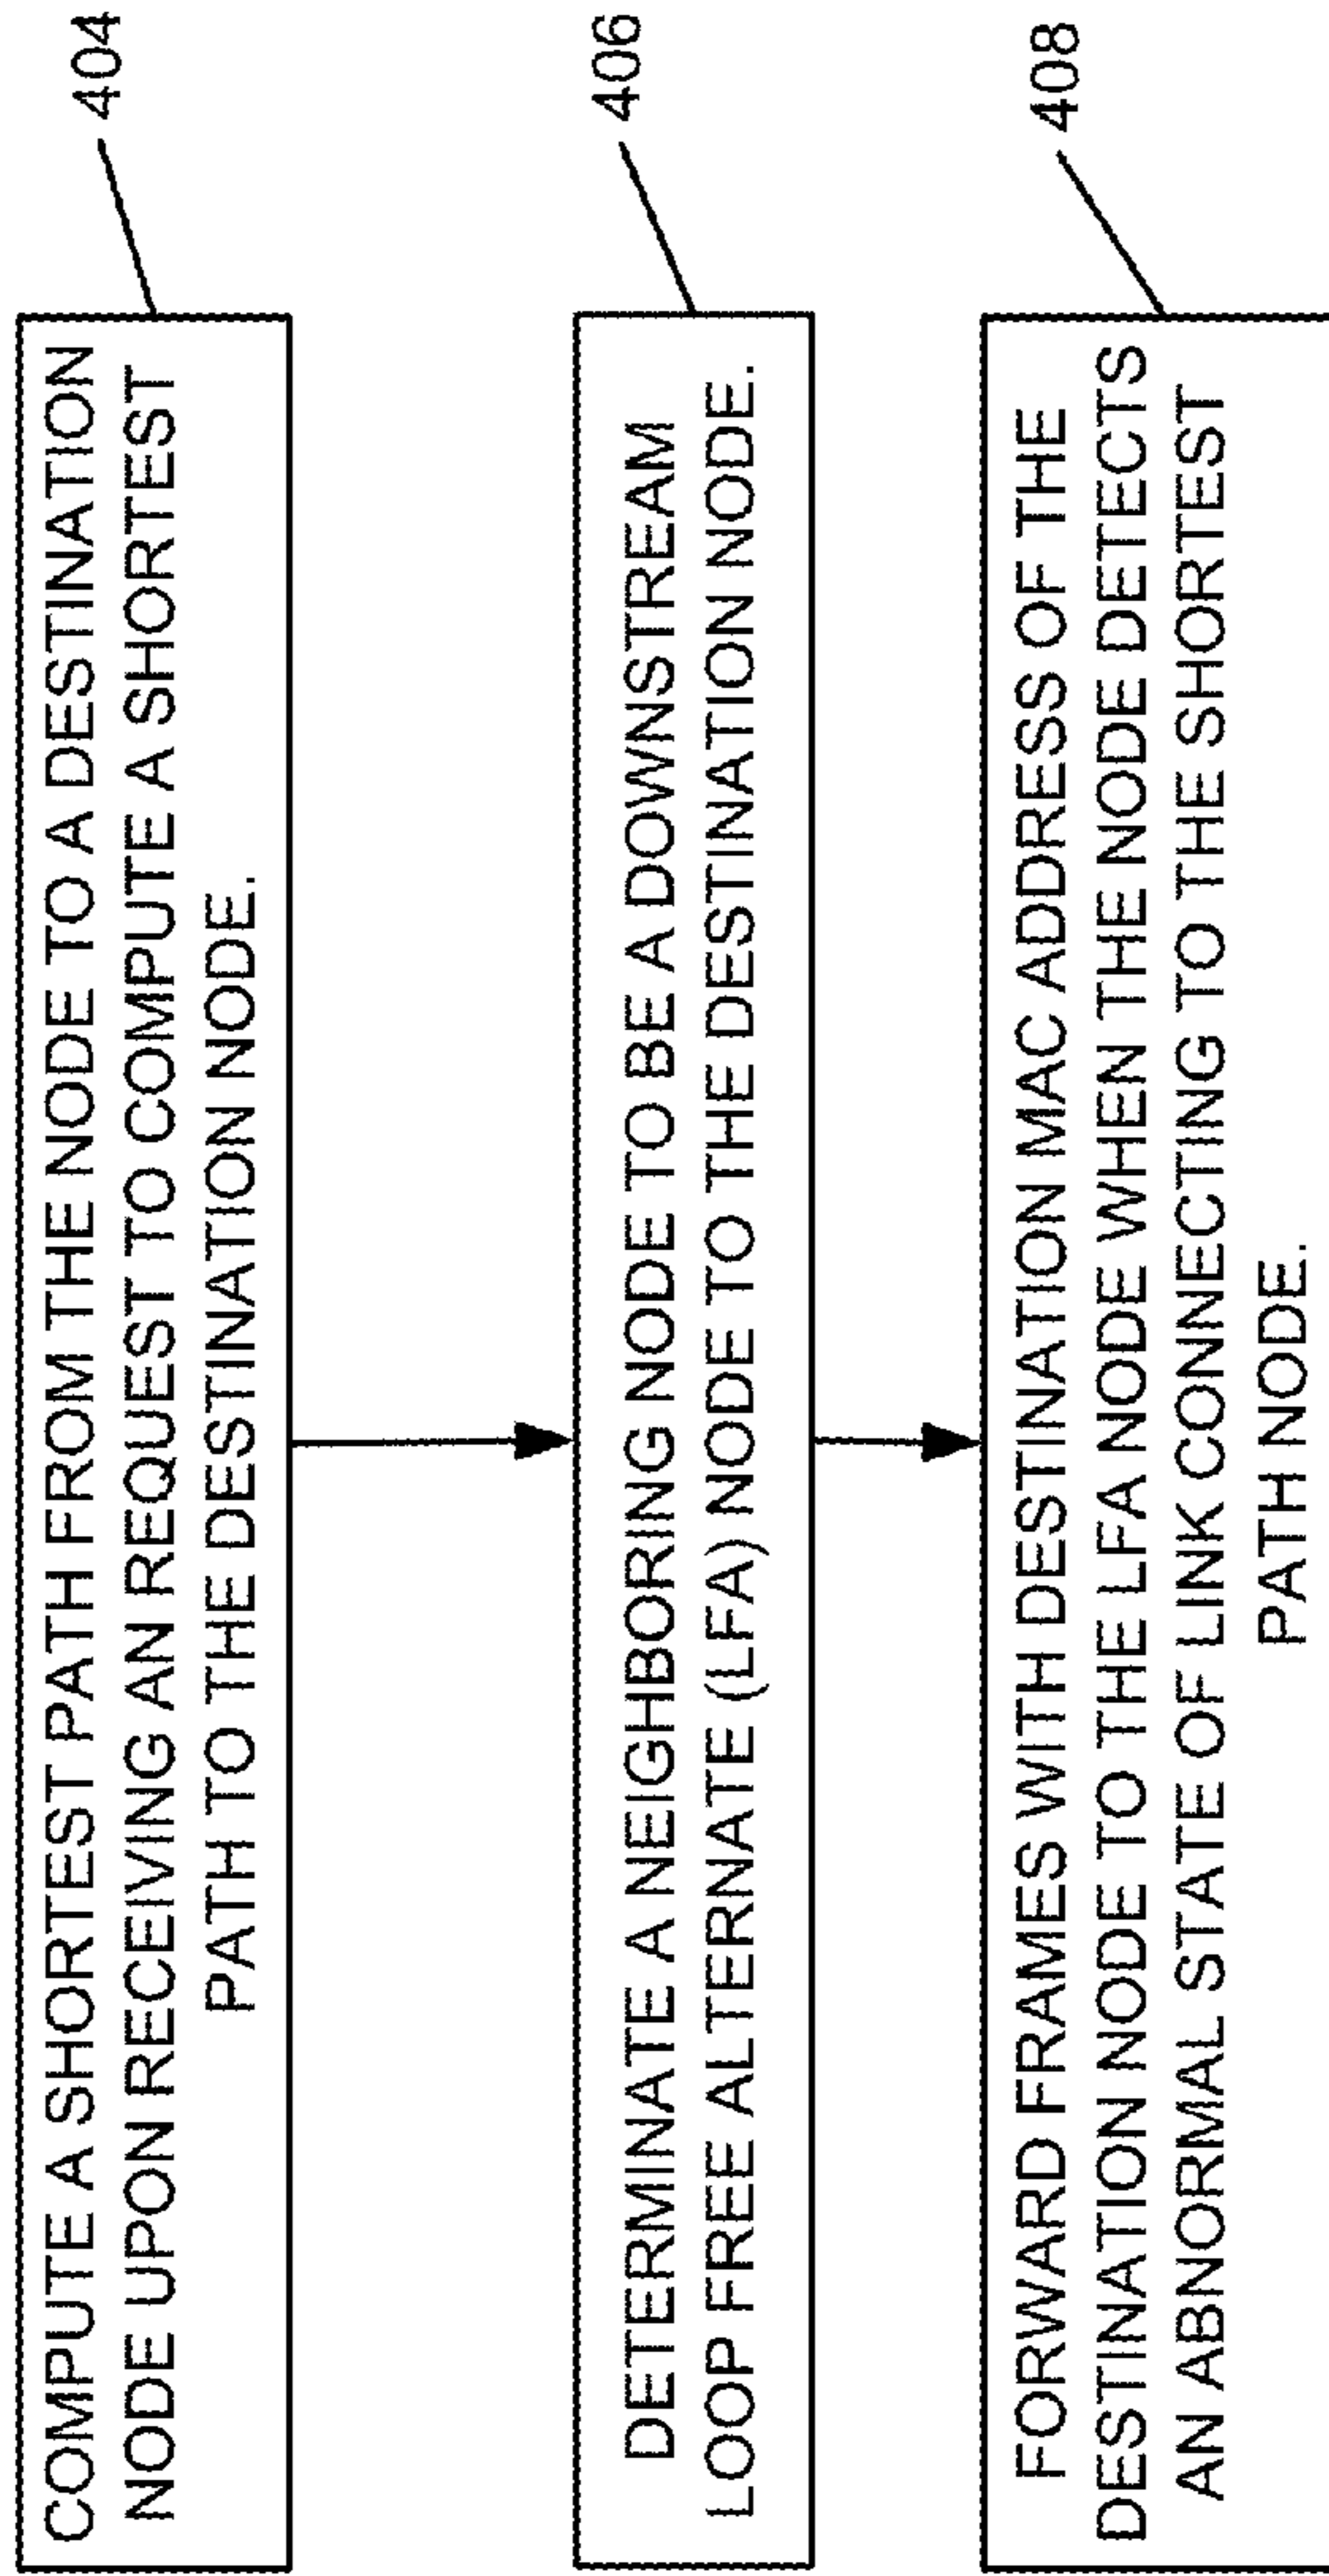 COMPUTE A SHORTEST PATH FROM THE NODE TO A DESTINATION
NODE UPON RECEIVING AN REQUEST TO COMPUTE A SHORTEST
PATH TO THE DESTINATION NODE.
404
DETERMINATE A NEIGHBORING NODE TO BE A DOWNSTREAM
LOOP FREE ALTERNATE (LFA) NODE TO THE DESTINATION NODE.
406
FORWARD FRAMES WITH DESTINATION MAC ADDRESS OF THE
DESTINATION NODE TO THE LFA NODE WHEN THE NODE DETECTS
AN ABNORMAL STATE OF LINK CONNECTING TO THE SHORTEST
PATH NODE.
408